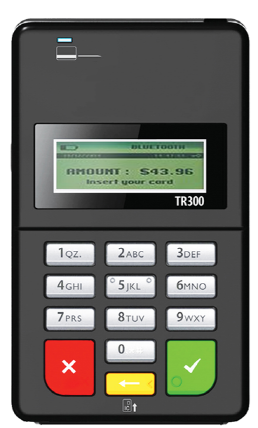 BLUETOOTH
AMOUNT: $43.96
Insert your card
TR300
1QZ. 2ABC 3DEF
4GHI 5JKL 6MNO
7PRS 8TUV 9WXY
0